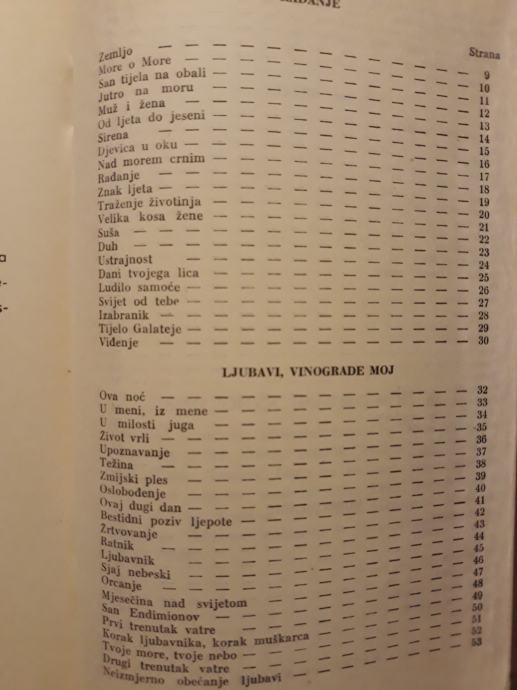 Strana
Zemljo — — — — — — — — — — 9
More o More — — — — — — — — — 10
San tijela na obali — — — — — — — — 11
Jutro na moru — — — — — — — — — 12
Muž i žena — — — — — — — — — 13
Od ljeta do jeseni — — — — — — — — 14
Sirena — — — — — — — — — — 15
Djevica u oku — — — — — — — — — 16
Nad morem crnim — — — — — — — — 17
Rađanje — — — — — — — — — — 18
Znak ljeta — — — — — — — — — 19
Traženje životinja — — — — — — — — 20
Velika kosa žene — — — — — — — — 21
Suša — — — — — — — — — — 22
Duh — — — — — — — — — — 23
Ustrajnost — — — — — — — — — 24
Dani tvojega lica — — — — — — — — 25
Ludilo samoće — — — — — — — — — 26
Svijet od tebe — — — — — — — — — 27
Izabranik — — — — — — — — — 28
Tijelo Galateje — — — — — — — — — 29
Viđenje — — — — — — — — — — 30
LJUBAVI, VINOGRADE MOJ
Ova noć — — — — — — — — — — 32
U meni, iz mene — — — — — — — — 33
U milosti juga — — — — — — — — 34
Život vrli — — — — — — — — — 35
Upoznavanje — — — — — — — — — 36
Težina — — — — — — — — — — 37
Zmijski ples — — — — — — — — — 38
Oslobođenje — — — — — — — — — 39
Ovaj dugi dan — — — — — — — — — 40
Bestidni poziv ljepote — — — — — — — 41
Žrtvovanje — — — — — — — — — 42
Ratnik — — — — — — — — — — 43
Ljubavnik — — — — — — — — — 44
Sjaj nebeski — — — — — — — — — 45
Orcanje — — — — — — — — — — 46
Mjesečina nad svijetom — — — — — — — 47
San Endimionov — — — — — — — — 48
Prvi trenutak vatre — — — — — — — — 49
Korak ljubavnika, korak muškarca — — — — — 50
Tvoje more, tvoje nebo — — — — — — — 51
Drugi trenutak vatre — — — — — — — 52
Neizmjerno obećanje ljubavi — — — — — — 53